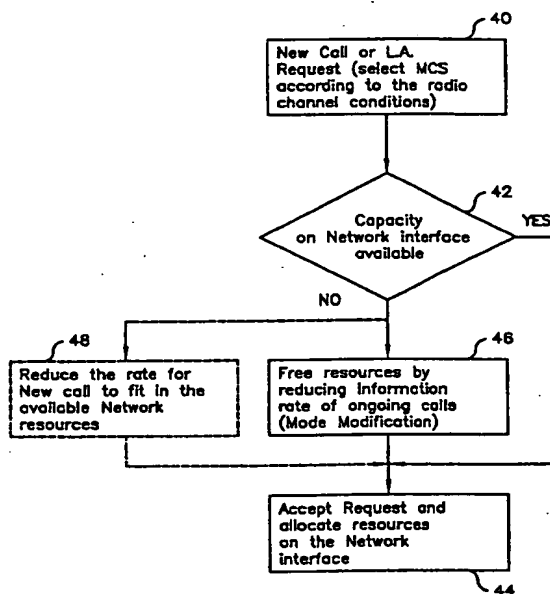 40
New Call or L.A.
Request (select MCS
according to the radio
channel conditions)
42
Capacity
on Network interface
available
YES
NO
48
Reduce the rate for
New call to fit in the
available Network
resources
46
Free resources by
reducing Information
rate of ongoing calls
(Mode Modification)
Accept Request and
allocate resources
on the Network
interface
44